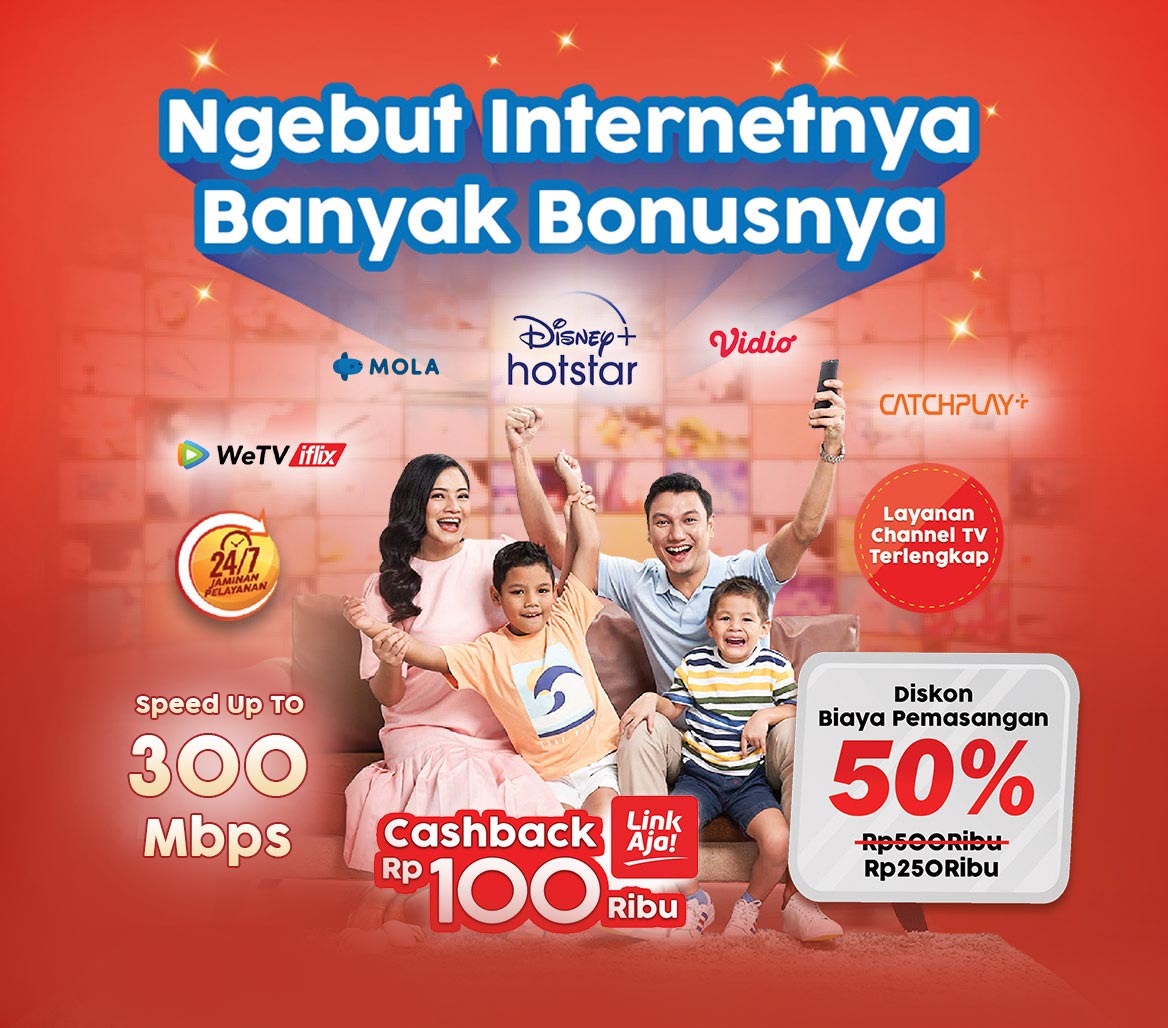 Ngebut Internetnya
Banyak Bonusnya
Disney+
hotstar
Vidio
MOLA
CATCHPLAY+
WeTV iflix
24/7
JAMINAN
PELAYANAN
Layanan
Channel TV
Terlengkap
Speed Up To
300
Mbps
Diskon
Biaya Pemasangan
50%
Rp500Ribu
Rp250Ribu
Cashback
Rp 100 Ribu
Link
Aja!